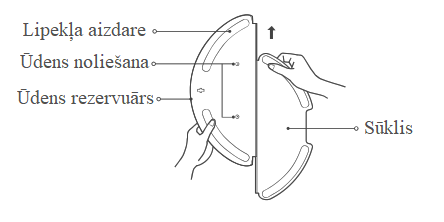 Lipekļa aizdare
Ūdens noliešana
Ūdens rezervuārs
Sūklis